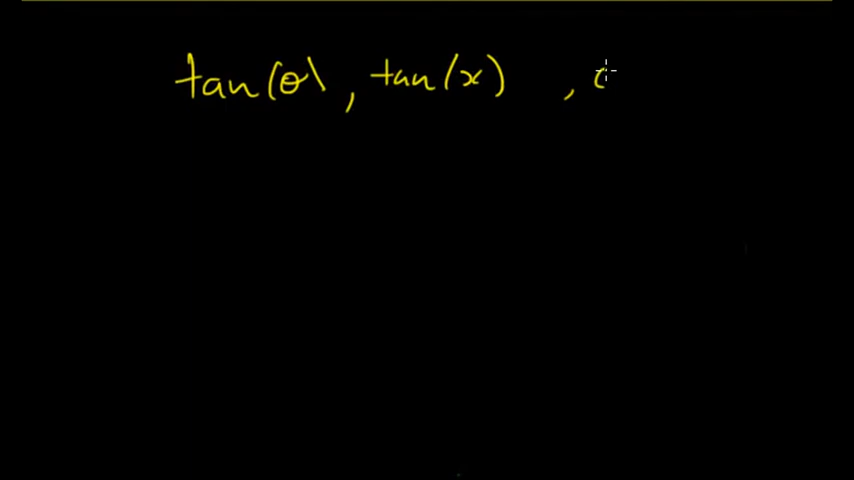 tan(θ) , tan(x) ,